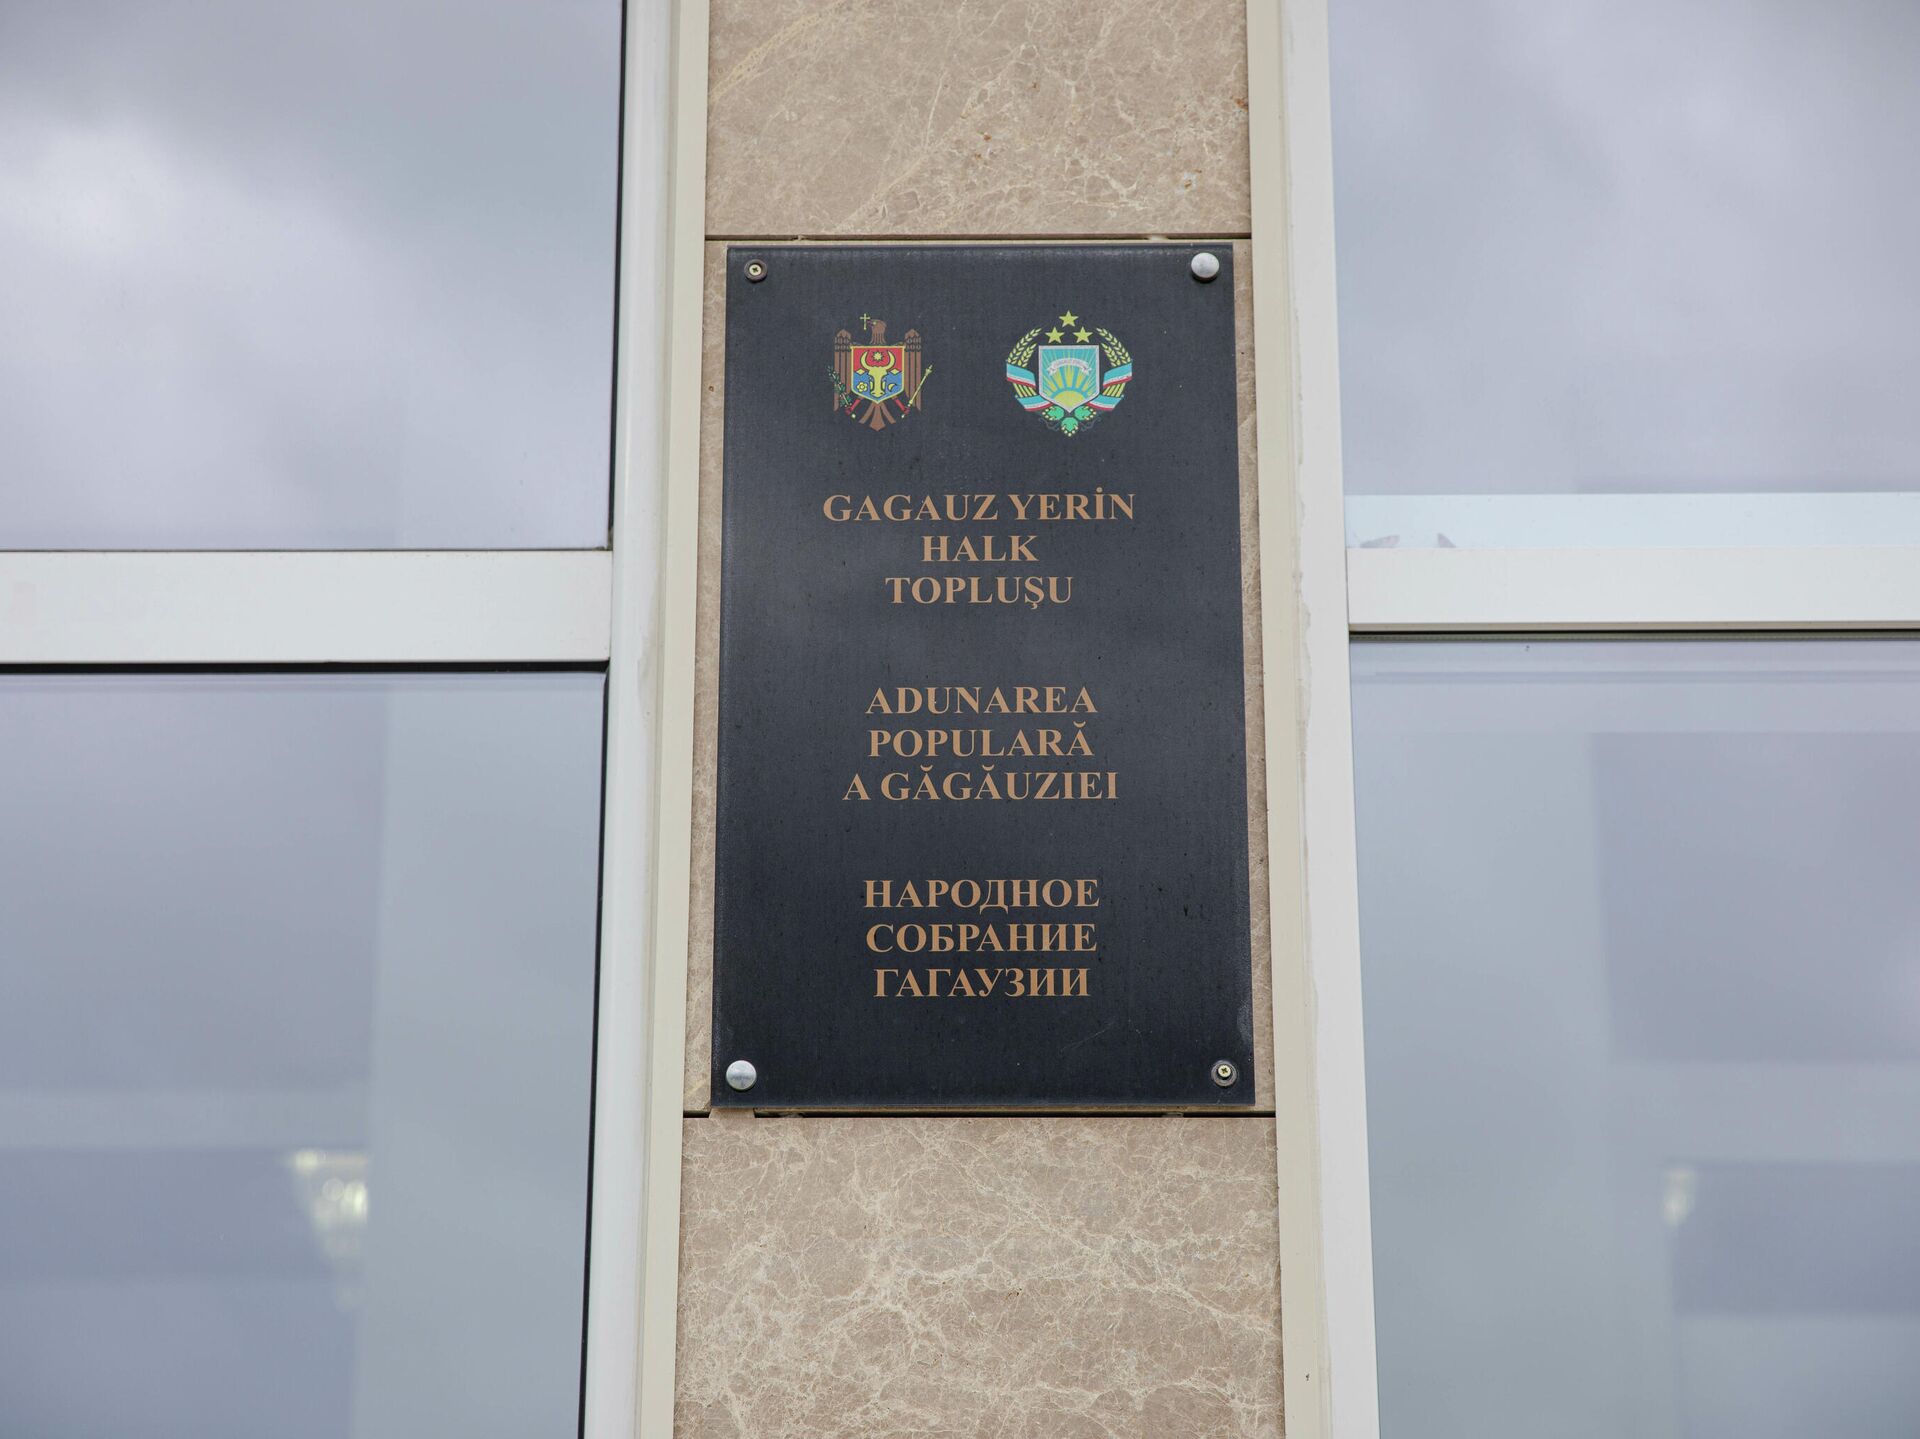 GAGAUZ YERİN
HALK
TOPLUŞU
ADUNAREA
POPULARĂ
A GĂGĂUZIEI
НАРОДНОЕ
СОБРАНИЕ
ГАГАУЗИИ